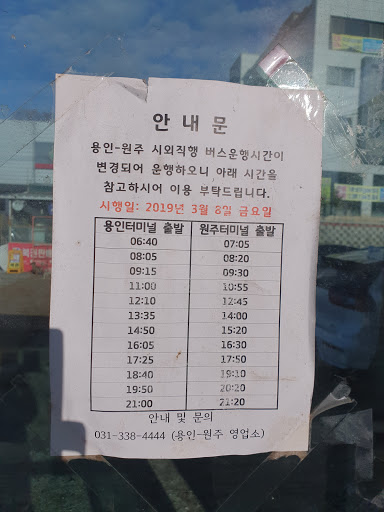 안 내 문
용인-원주 시외직행 버스운행시간이
변경되어 운행하오니 아래 시간을
참고하시어 이용 부탁드립니다.
시행일: 2019년 3월 8일 금요일
용인터미널 출발 원주터미널 출발
06:40 07:05
08:05 08:20
09:15 09:30
11:00 10:55
12:10 12:45
13:35 14:00
14:50 15:20
16:05 16:30
17:25 17:50
18:40 19:10
19:50 20:20
21:00 21:20
안내 및 문의
031-338-4444 (용인-원주 영업소)